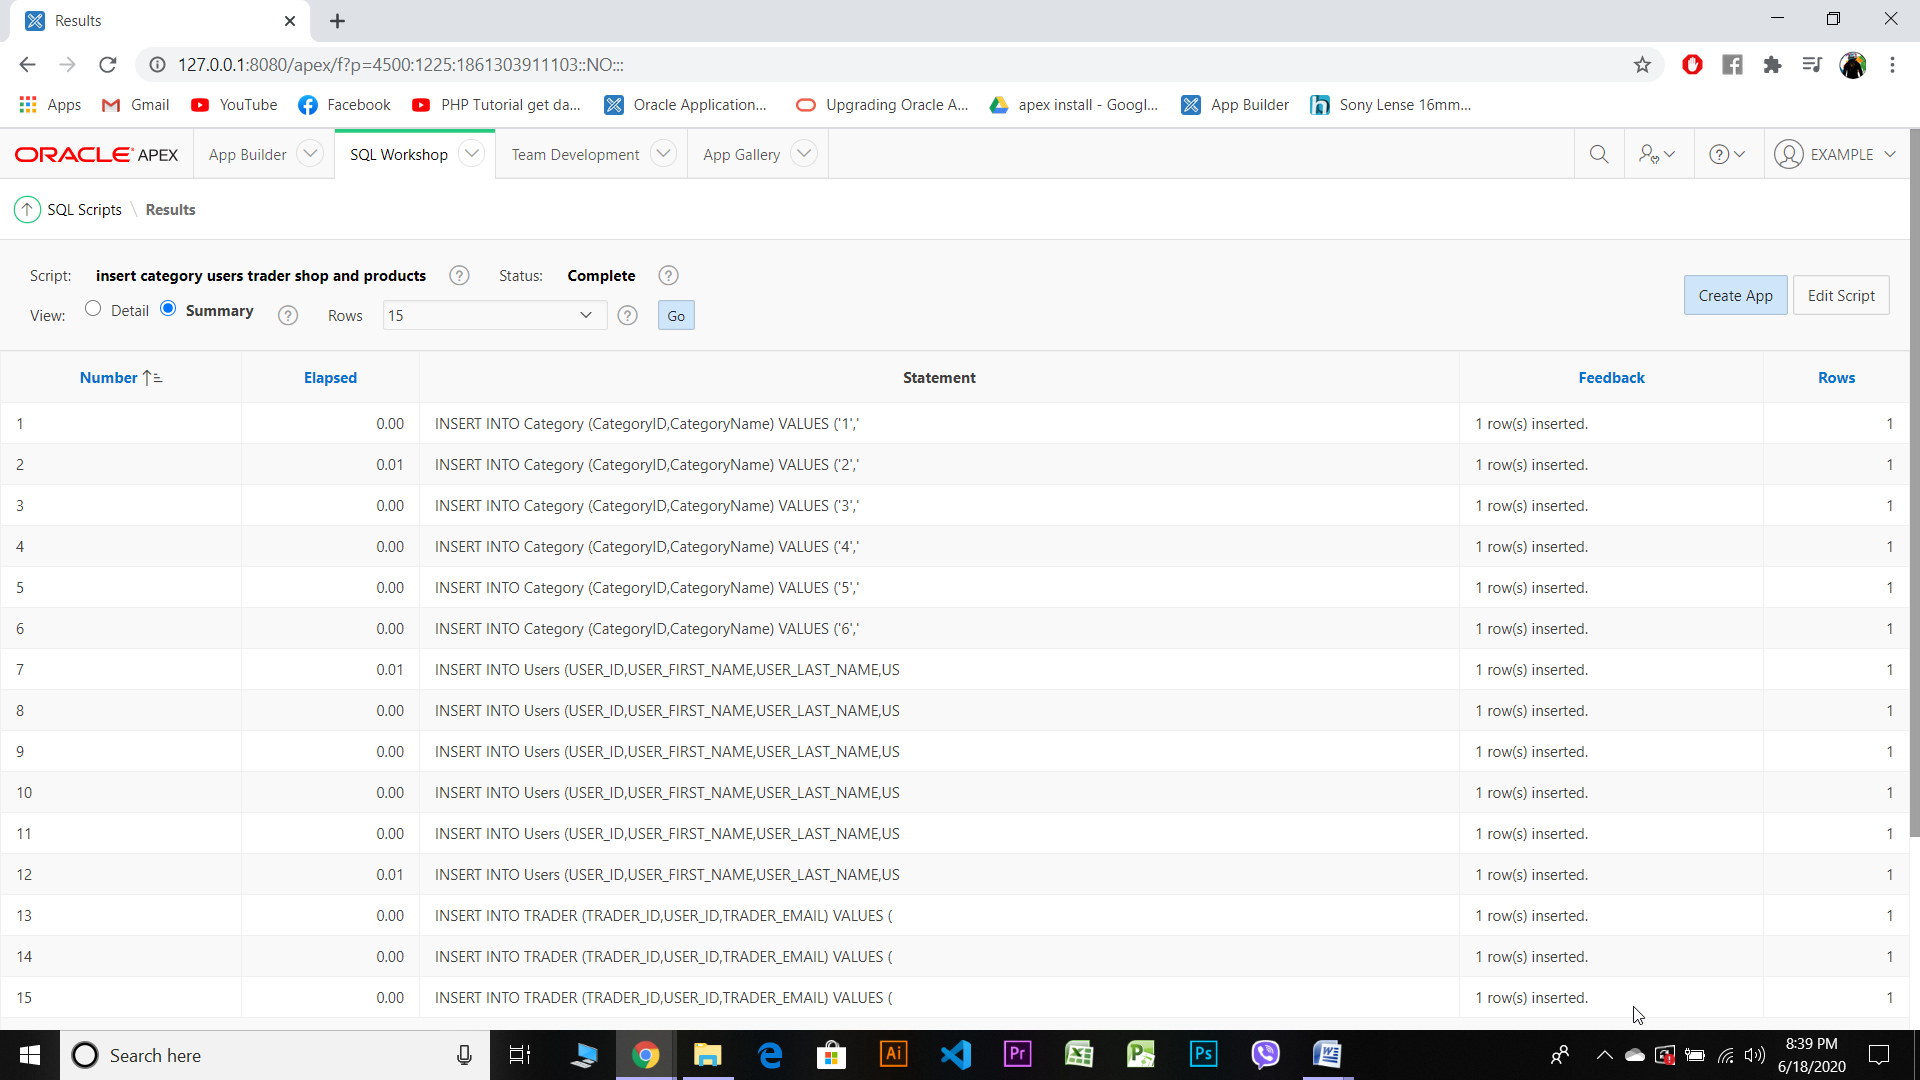 Results
127.0.0.1:8080/apex/f?p=4500:1225:1861303911103::NO:::
Apps Gmail YouTube Facebook PHP Tutorial get da... Oracle Application... Upgrading Oracle A... apex install - Googl... App Builder Sony Lense 16mm...
ORACLE APEX App Builder SQL Workshop Team Development App Gallery EXAMPLE
SQL Scripts \ Results
Script: insert category users trader shop and products ? Status: Complete ?
Create App Edit Script
View: Detail Summary ? Rows 15 ? Go
Number Elapsed Statement Feedback Rows
1 0.00 INSERT INTO Category (CategoryID,CategoryName) VALUES ('1',' 1 row(s) inserted. 1
2 0.01 INSERT INTO Category (CategoryID,CategoryName) VALUES ('2',' 1 row(s) inserted. 1
3 0.00 INSERT INTO Category (CategoryID,CategoryName) VALUES ('3',' 1 row(s) inserted. 1
4 0.00 INSERT INTO Category (CategoryID,CategoryName) VALUES ('4',' 1 row(s) inserted. 1
5 0.00 INSERT INTO Category (CategoryID,CategoryName) VALUES ('5',' 1 row(s) inserted. 1
6 0.00 INSERT INTO Category (CategoryID,CategoryName) VALUES ('6',' 1 row(s) inserted. 1
7 0.01 INSERT INTO Users (USER_ID,USER_FIRST_NAME,USER_LAST_NAME,US 1 row(s) inserted. 1
8 0.00 INSERT INTO Users (USER_ID,USER_FIRST_NAME,USER_LAST_NAME,US 1 row(s) inserted. 1
9 0.00 INSERT INTO Users (USER_ID,USER_FIRST_NAME,USER_LAST_NAME,US 1 row(s) inserted. 1
10 0.00 INSERT INTO Users (USER_ID,USER_FIRST_NAME,USER_LAST_NAME,US 1 row(s) inserted. 1
11 0.00 INSERT INTO Users (USER_ID,USER_FIRST_NAME,USER_LAST_NAME,US 1 row(s) inserted. 1
12 0.01 INSERT INTO Users (USER_ID,USER_FIRST_NAME,USER_LAST_NAME,US 1 row(s) inserted. 1
13 0.00 INSERT INTO TRADER (TRADER_ID,USER_ID,TRADER_EMAIL) VALUES ( 1 row(s) inserted. 1
14 0.00 INSERT INTO TRADER (TRADER_ID,USER_ID,TRADER_EMAIL) VALUES ( 1 row(s) inserted. 1
15 0.00 INSERT INTO TRADER (TRADER_ID,USER_ID,TRADER_EMAIL) VALUES ( 1 row(s) inserted. 1
Search here
8:39 PM
6/18/2020